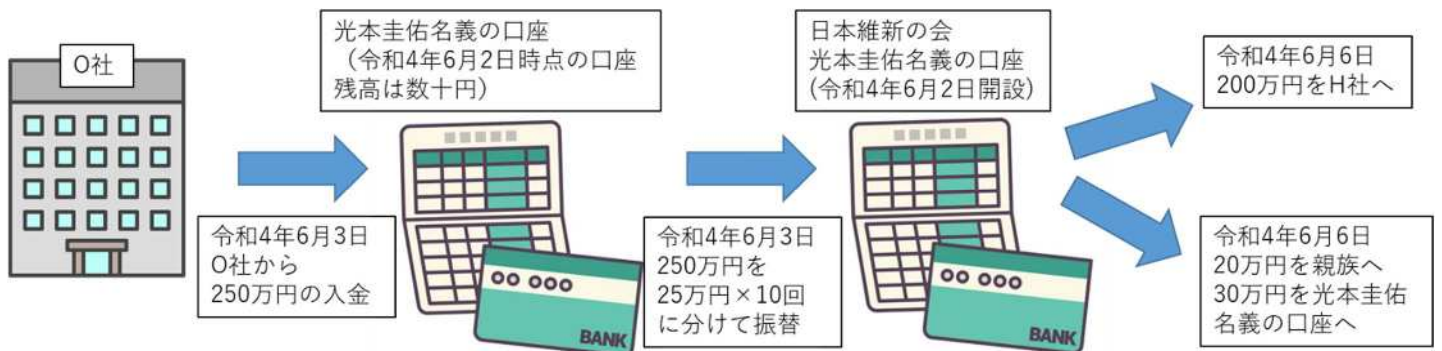 O社
光本圭佑名義の口座
（令和4年6月2日時点の口座
残高は数十円）
日本維新の会
光本圭佑名義の口座
(令和4年6月2日開設)
令和4年6月6日
200万円をH社へ
令和4年6月3日
O社から
250万円の入金
令和4年6月3日
250万円を
25万円×10回
に分けて振替
令和4年6月6日
20万円を親族へ
30万円を光本圭佑
名義の口座へ
BANK
BANK